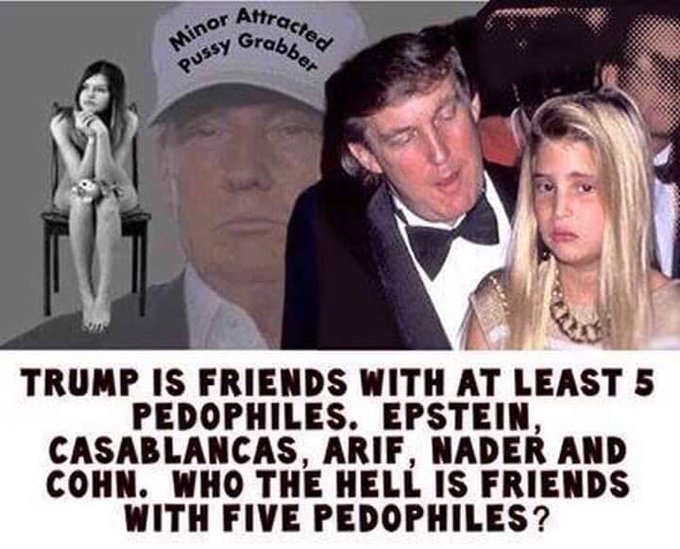 Minor Attracted
Pussy Grabber
TRUMP IS FRIENDS WITH AT LEAST 5
PEDOPHILES. EPSTEIN,
CASABLANCAS, ARIF, NADER AND
COHN. WHO THE HELL IS FRIENDS
WITH FIVE PEDOPHILES?